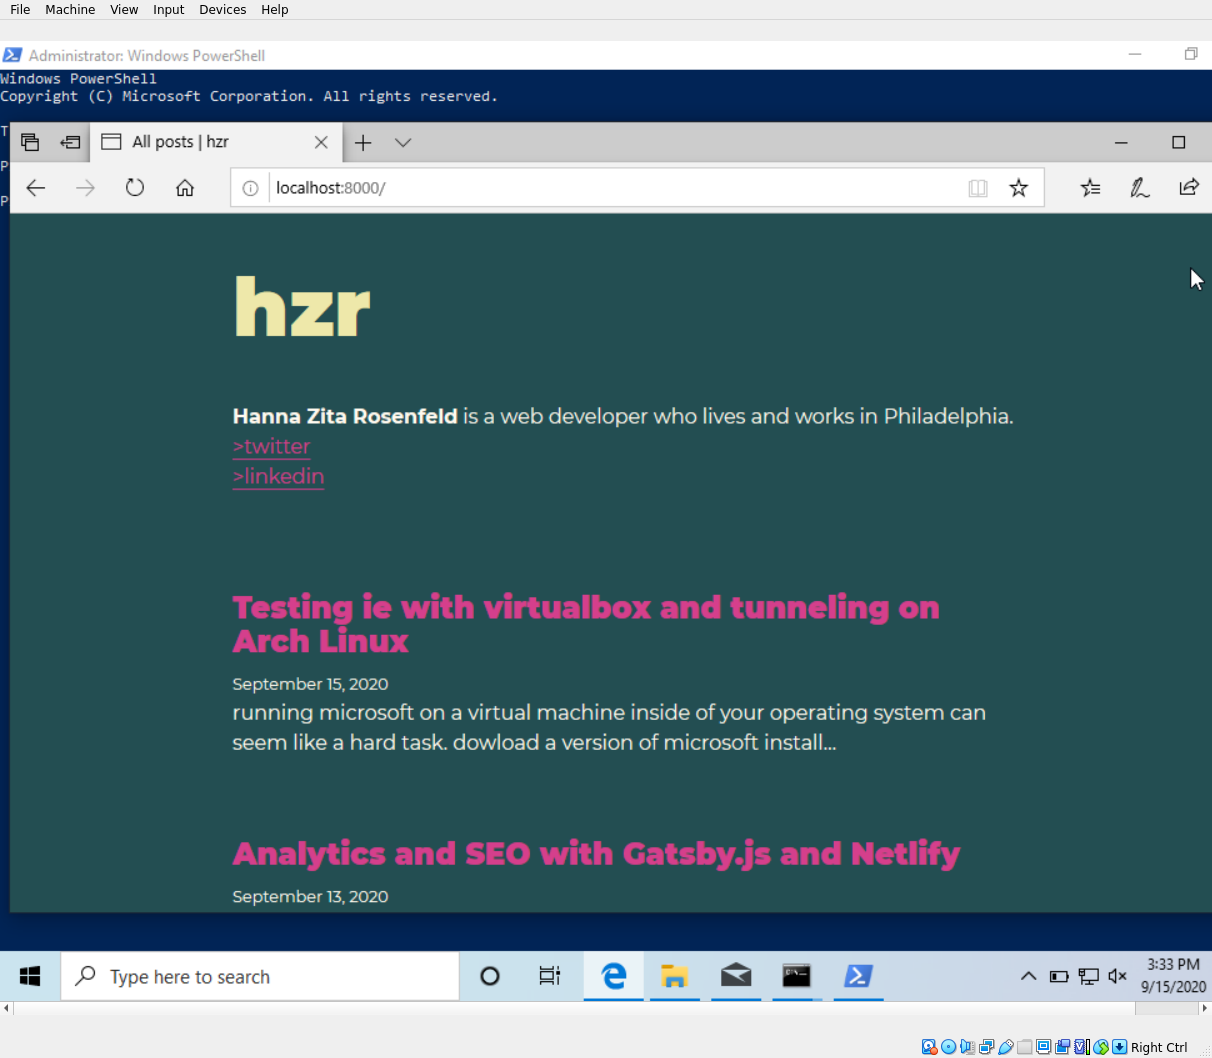 File Machine View Input Devices Help
Administrator: Windows PowerShell
Windows PowerShell
Copyright (C) Microsoft Corporation. All rights reserved.
T
All posts | hzr
P
localhost:8000/
P
hzr
Hanna Zita Rosenfeld is a web developer who lives and works in Philadelphia.
>twitter
>linkedin
Testing ie with virtualbox and tunneling on
Arch Linux
September 15, 2020
running microsoft on a virtual machine inside of your operating system can
seem like a hard task. dowload a version of microsoft install...
Analytics and SEO with Gatsby.js and Netlify
September 13, 2020
Type here to search
3:33 PM
9/15/2020
Right Ctrl